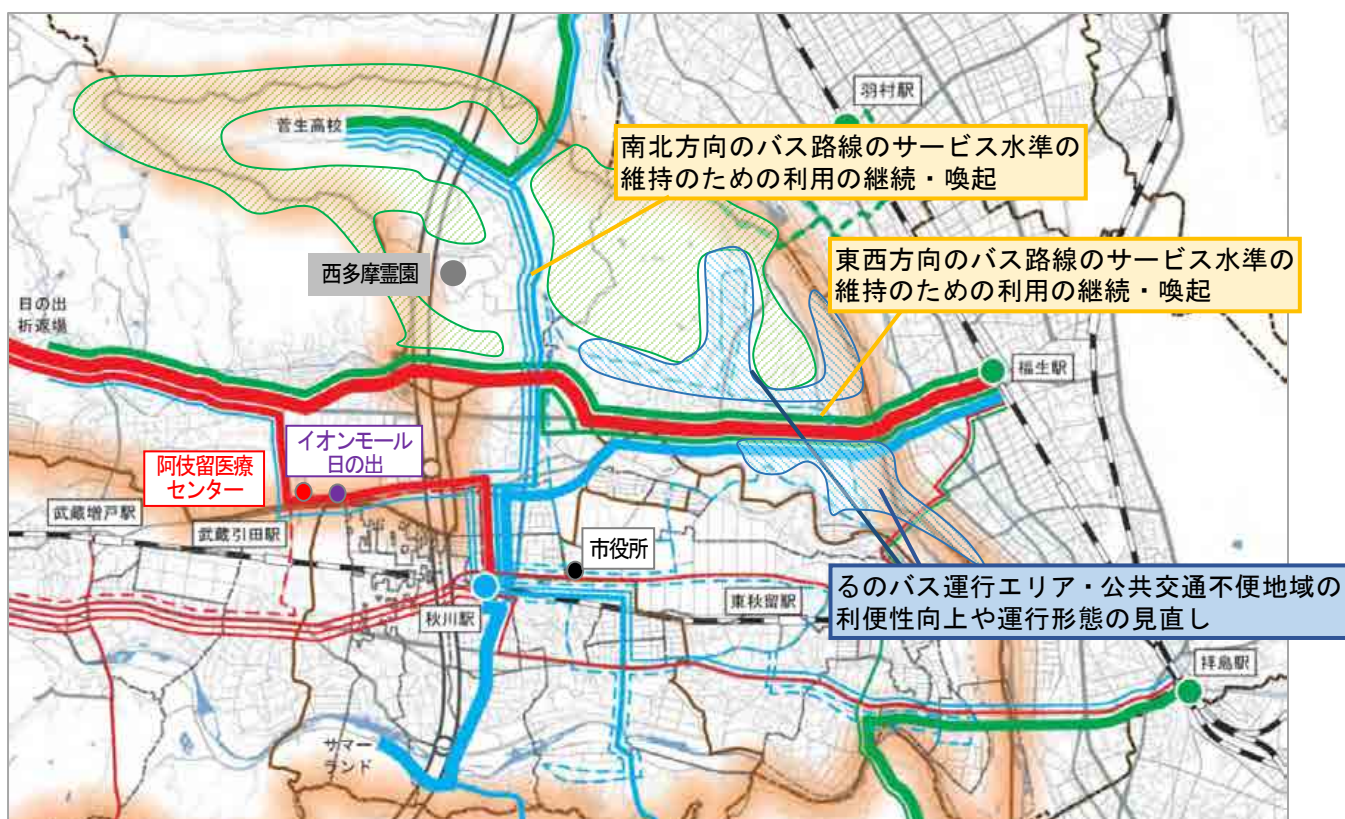 羽村駅
菅生高校
南北方向のバス路線のサービス水準の
維持のための利用の継続・喚起
東西方向のバス路線のサービス水準の
維持のための利用の継続・喚起
西多摩霊園
日の出
折返場
福生駅
イオンモール
日の出
阿伎留医療
センター
武蔵増戸駅
武蔵引田駅
市役所
秋川駅
東秋留駅
るのバス運行エリア・公共交通不便地域の
利便性向上や運行形態の見直し
拝島駅
サマー
ランド